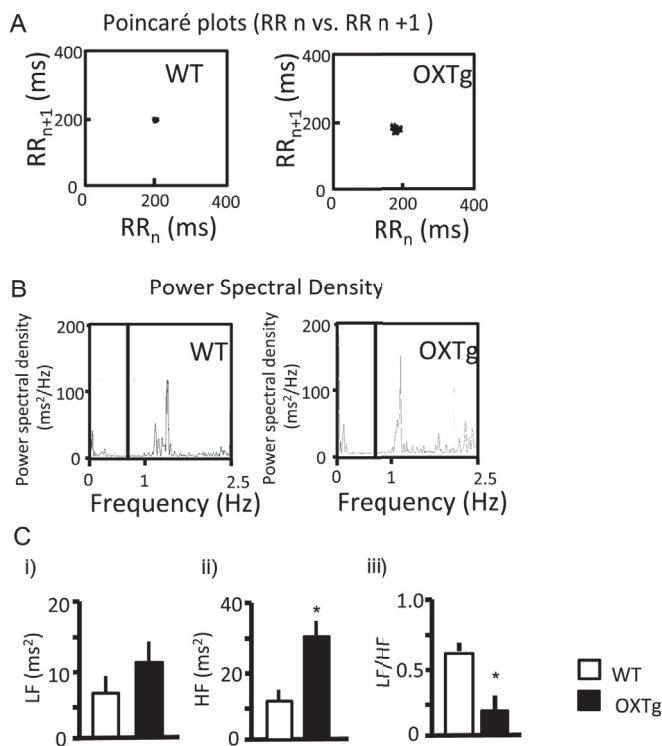 A
Poincaré plots (RR n vs. RR n +1 )
400
200
0
RRn+1 (ms)
WT
0 200 400
RRn (ms)
400
200
0
RRn+1 (ms)
OXTg
0 200 400
RRn (ms)
B
Power Spectral Density
200
100
0
Power spectral density
(ms²/Hz)
WT
0 1 2.5
Frequency (Hz)
200
100
0
Power spectral density
(ms²/Hz)
OXTg
0 1 2.5
Frequency (Hz)
C
i)
20
10
0
LF (ms²)
ii)
40
20
0
HF (ms²)
*
iii)
1.0
0.5
0
LF/HF
*
WT
OXTg